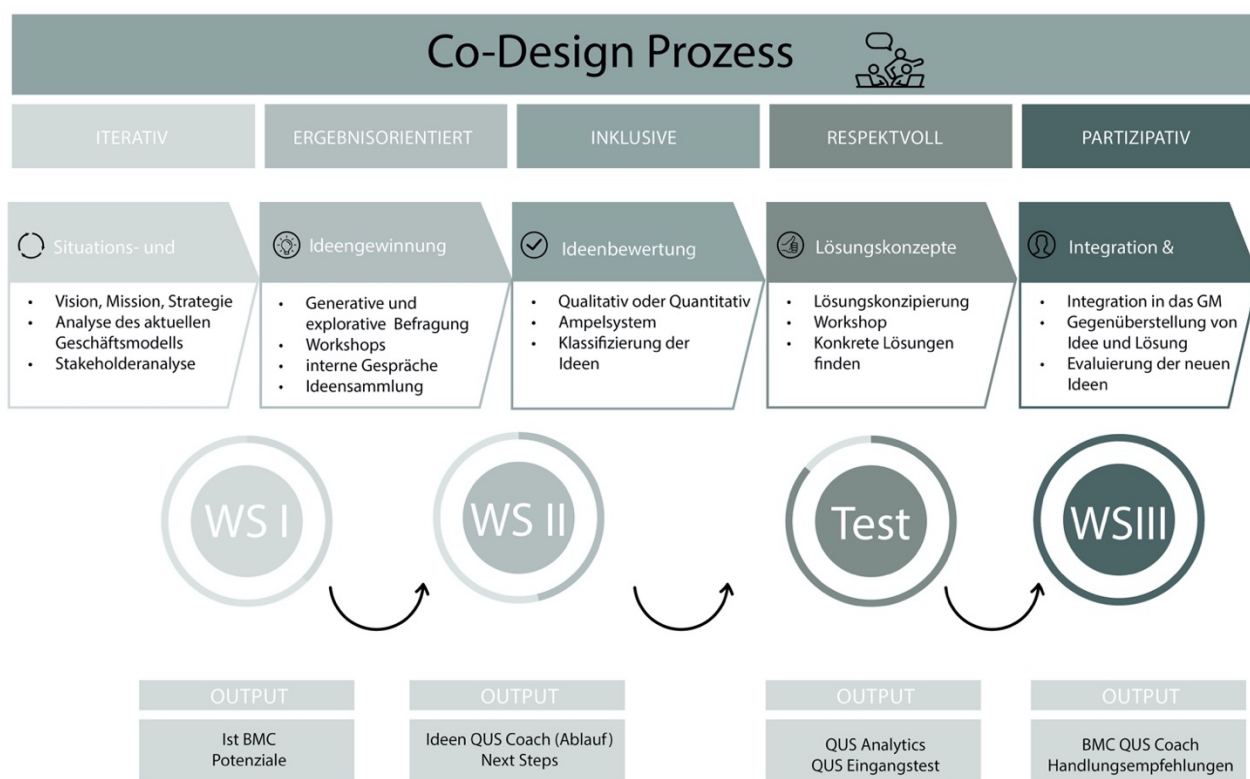 Co-Design Prozess
ITERATIV
ERGEBNISORIENTIERT
INKLUSIVE
RESPEKTVOLL
PARTIZIPATIV
Situations- und
• Vision, Mission, Strategie
• Analyse des aktuellen
Geschäftsmodells
• Stakeholderanalyse
Ideengewinnung
• Generative und
explorative Befragung
• Workshops
• interne Gespräche
• Ideensammlung
Ideenbewertung
• Qualitativ oder Quantitativ
• Ampelsystem
• Klassifizierung der
Ideen
Lösungskonzepte
• Lösungskonzipierung
• Workshop
• Konkrete Lösungen
finden
Integration &
• Integration in das GM
• Gegenüberstellung von
Idee und Lösung
• Evaluierung der neuen
Ideen
WS I
WS II
Test
WSIII
OUTPUT
Ist BMC
Potenziale
OUTPUT
Ideen QUS Coach (Ablauf)
Next Steps
OUTPUT
QUS Analytics
QUS Eingangstest
OUTPUT
BMC QUS Coach
Handlungsempfehlungen